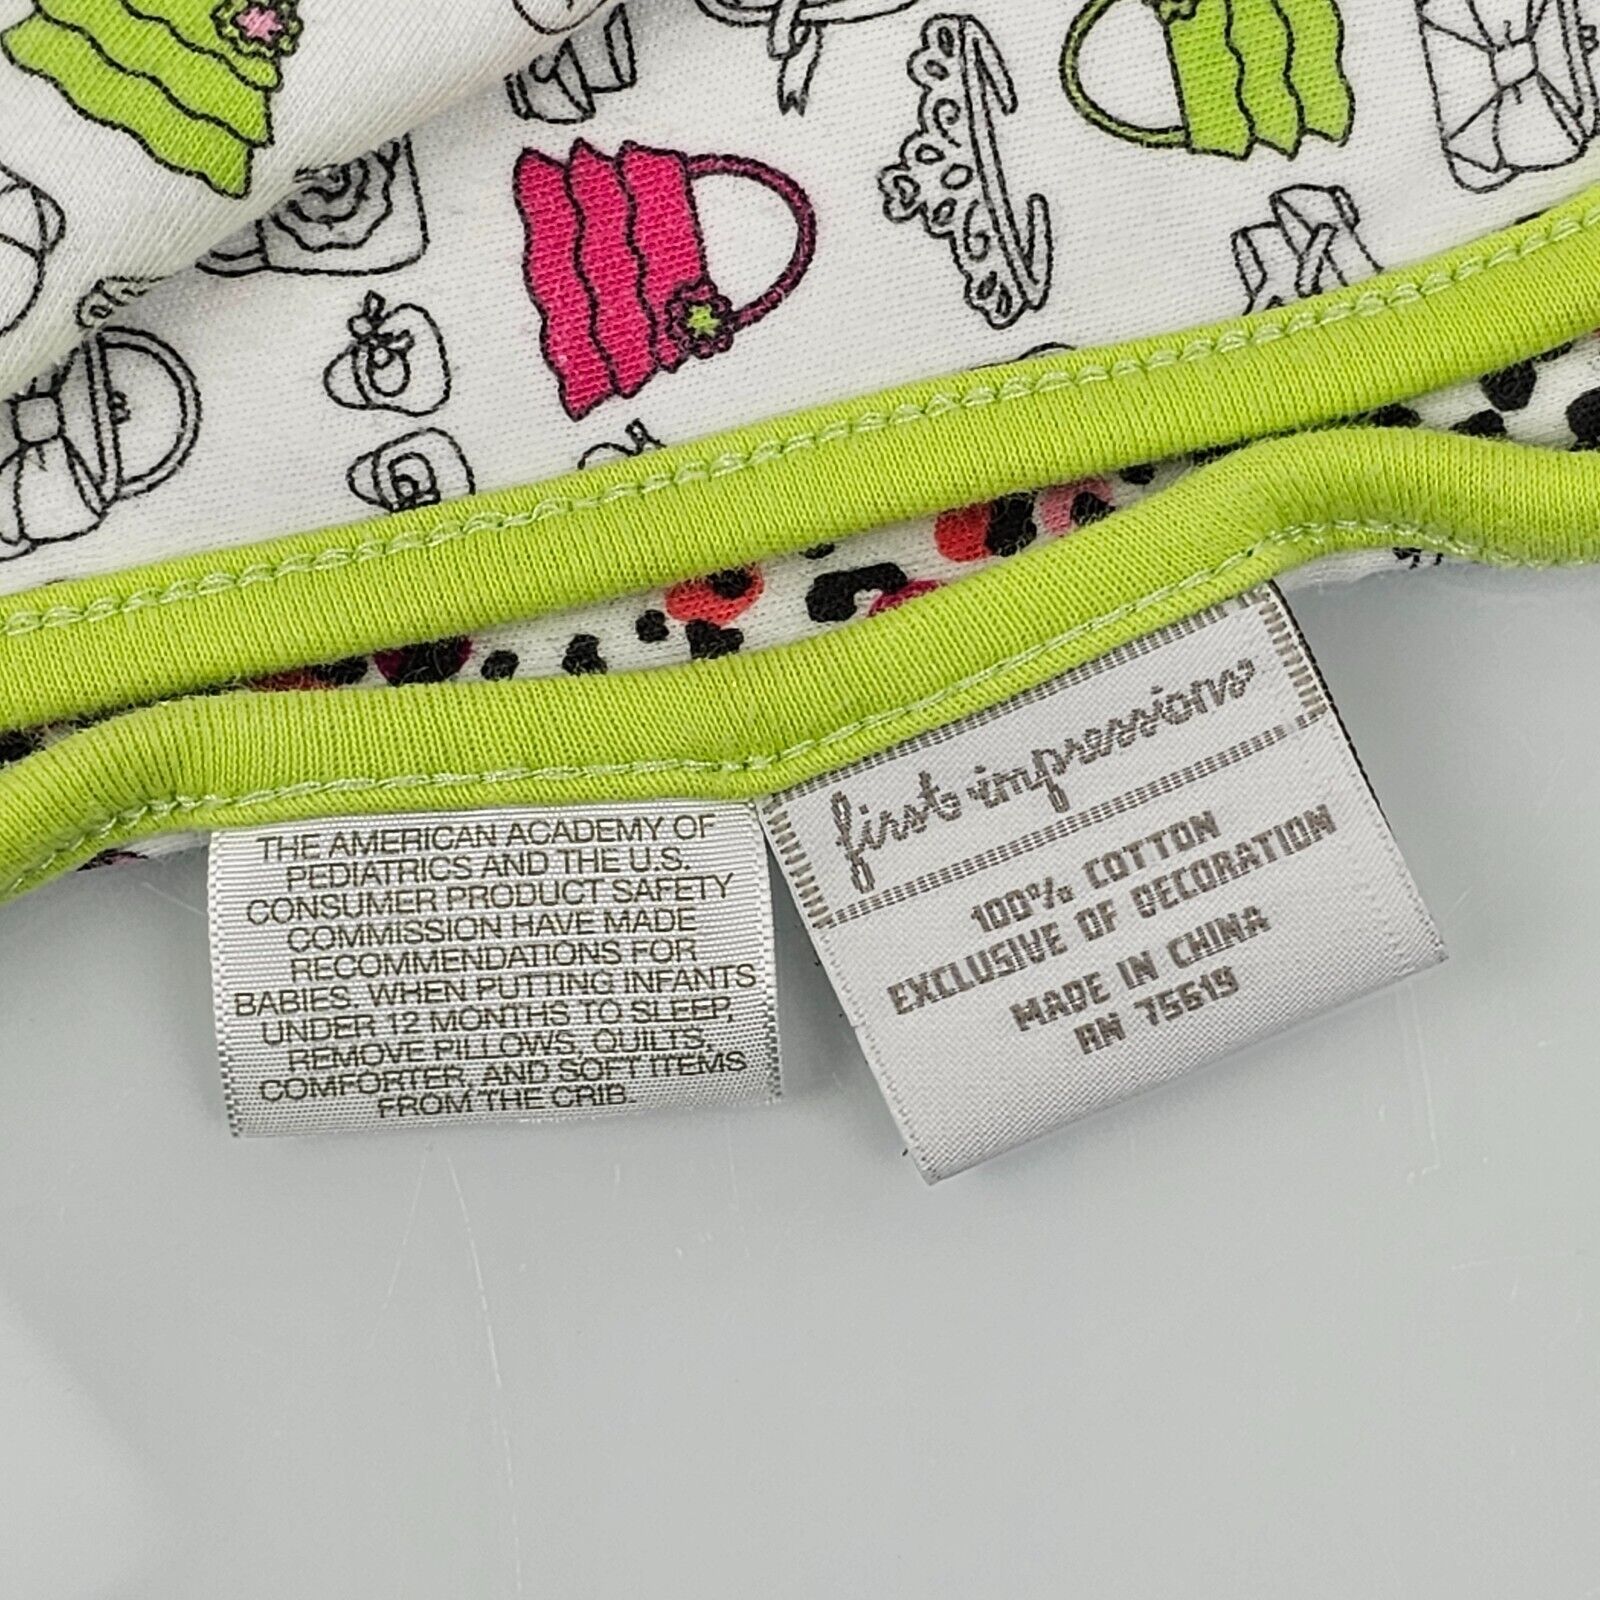 THE AMERICAN ACADEMY OF
PEDIATRICS AND THE U.S.
CONSUMER PRODUCT SAFETY
COMMISSION HAVE MADE
RECOMMENDATIONS FOR
BABIES. WHEN PUTTING INFANTS
UNDER 12 MONTHS TO SLEEP,
REMOVE PILLOWS, QUILTS,
COMFORTER, AND SOFT ITEMS
FROM THE CRIB.
first impressions
100% COTTON
EXCLUSIVE OF DECORATION
MADE IN CHINA
RN 75619